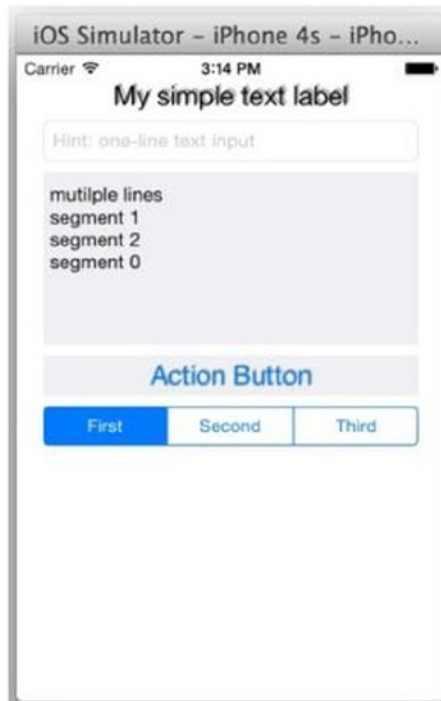 iOS Simulator – iPhone 4s – iPho...
Carrier 3:14 PM
My simple text label
Hint: one-line text input
mutilple lines
segment 1
segment 2
segment 0
Action Button
First Second Third